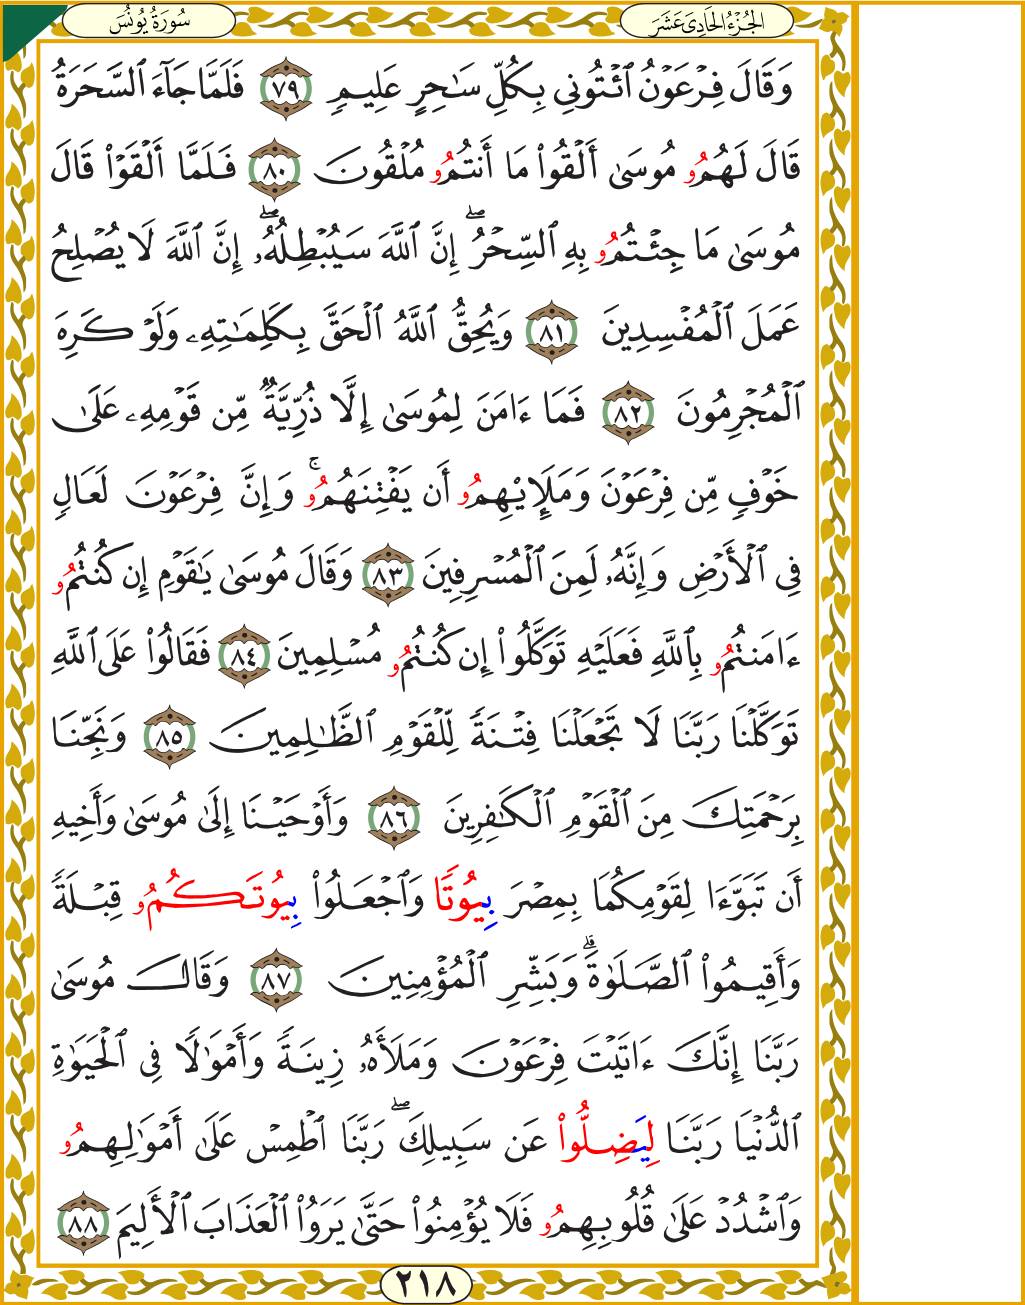 الجُزْءُ الحَادِيَ عَشَرَ
سُورَةُ يُونُسَ
وَقَالَ فِرْعَوْنُ ٱئْتُونِي بِكُلِّ سَٰحِرٍ عَلِيمٖ ٧٩ فَلَمَّا جَآءَ ٱلسَّحَرَةُ
قَالَ لَهُمُو مُوسَىٰ أَلْقُوا۟ مَا أَنتُمُو مُلْقُونَ ٨٠ فَلَمَّا أَلْقَوْا۟ قَالَ
مُوسَىٰ مَا جِئْتُمُو بِهِ ٱلسِّحْرُۖ إِنَّ ٱللَّهَ سَيُبْطِلُهُۥۖ إِنَّ ٱللَّهَ لَا يُصْلِحُ
عَمَلَ ٱلْمُفْسِدِينَ ٨١ وَيُحِقُّ ٱللَّهُ ٱلْحَقَّ بِكَلِمَٰتِهِۦ وَلَوْ كَرِهَ
ٱلْمُجْرِمُونَ ٨٢ فَمَا ءَامَنَ لِمُوسَىٰ إِلَّا ذُرِّيَّةٌ مِّن قَوْمِهِۦ عَلَىٰ
خَوْفٍ مِّن فِرْعَوْنَ وَمَلَإِيْهِمُو أَن يَفْتِنَهُمُوۚ وَإِنَّ فِرْعَوْنَ لَعَالٍ
فِي ٱلْأَرْضِ وَإِنَّهُۥ لَمِنَ ٱلْمُسْرِفِينَ ٨٣ وَقَالَ مُوسَىٰ يَٰقَوْمِ إِن كُنتُمُو
ءَامَنتُمُو بِٱللَّهِ فَعَلَيْهِ تَوَكَّلُوا۟ إِن كُنتُمُو مُسْلِمِينَ ٨٤ فَقَالُوا۟ عَلَى ٱللَّهِ
تَوَكَّلْنَا رَبَّنَا لَا تَجْعَلْنَا فِتْنَةً لِّلْقَوْمِ ٱلظَّٰلِمِينَ ٨٥ وَنَجِّنَا
بِرَحْمَتِكَ مِنَ ٱلْقَوْمِ ٱلْكَٰفِرِينَ ٨٦ وَأَوْحَيْنَا إِلَىٰ مُوسَىٰ وَأَخِيهِ
أَن تَبَوَّءَا لِقَوْمِكُمَا بِمِصْرَ بِيُوتًا وَٱجْعَلُوا۟ بِيُوتَكُمُو قِبْلَةً
وَأَقِيمُوا۟ ٱلصَّلَوٰةَۗ وَبَشِّرِ ٱلْمُؤْمِنِينَ ٨٧ وَقَالَ مُوسَىٰ
رَبَّنَا إِنَّكَ ءَاتَيْتَ فِرْعَوْنَ وَمَلَأَهُۥ زِينَةً وَأَمْوَٰلًا فِي ٱلْحَيَوٰةِ
ٱلدُّنْيَا رَبَّنَا لِيَضِلُّوا۟ عَن سَبِيلِكَۖ رَبَّنَا ٱطْمِسْ عَلَىٰ أَمْوَٰلِهِمُو
وَٱشْدُدْ عَلَىٰ قُلُوبِهِمُو فَلَا يُؤْمِنُوا۟ حَتَّىٰ يَرَوُا۟ ٱلْعَذَابَ ٱلْأَلِيمَ ٨٨
٢١٨